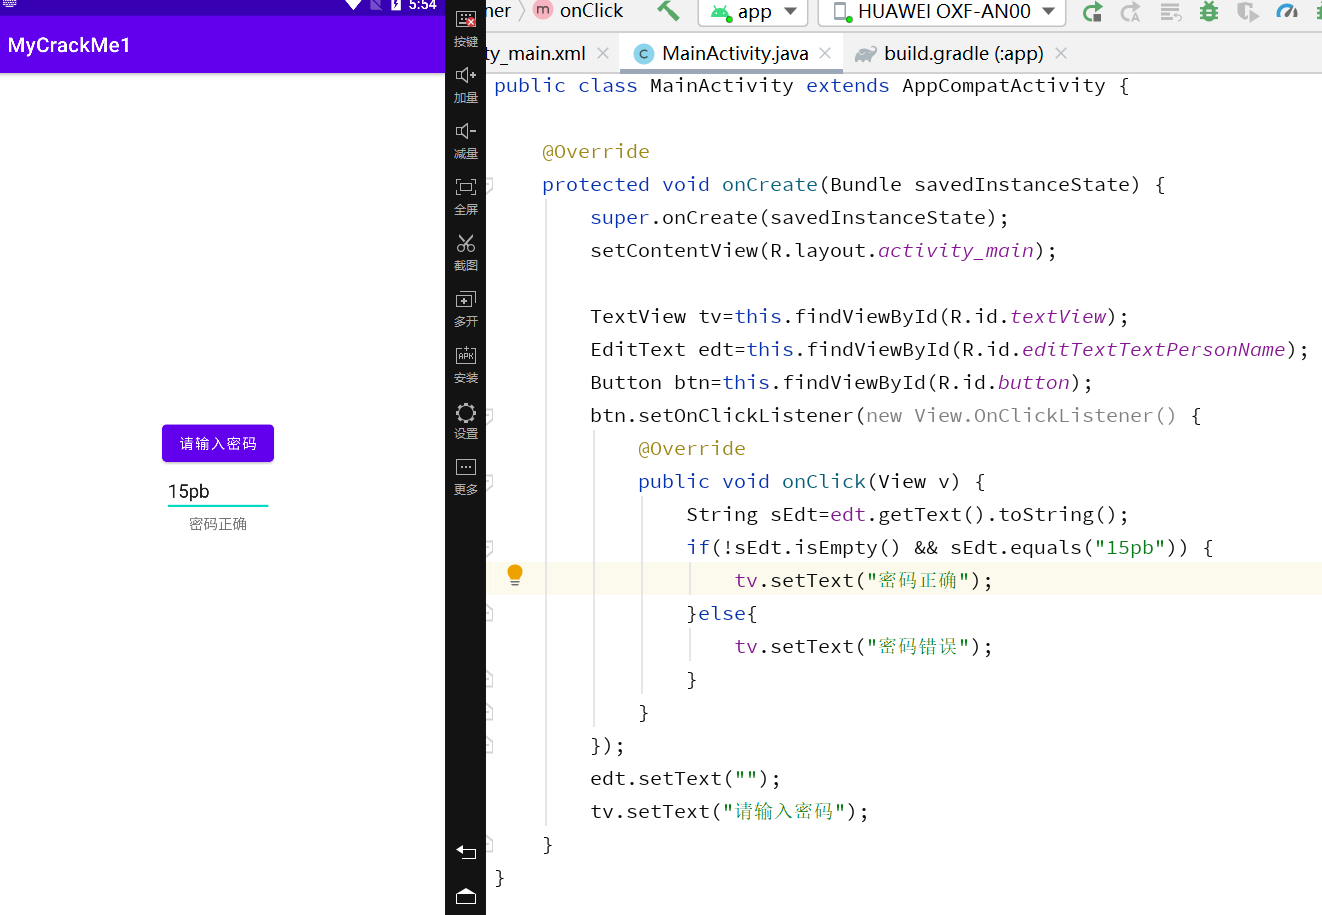 5:54
MyCrackMe1
请输入密码
15pb
密码正确
按键
加量
减量
全屏
截图
多开
APK
安装
设置
更多
ner
m
onClick
app
HUAWEI OXF-AN00
ty_main.xml
C
MainActivity.java
build.gradle (:app)
public class MainActivity extends AppCompatActivity {
@Override
protected void onCreate(Bundle savedInstanceState) {
super.onCreate(savedInstanceState);
setContentView(R.layout.activity_main);
TextView tv=this.findViewById(R.id.textView);
EditText edt=this.findViewById(R.id.editTextTextPersonName);
Button btn=this.findViewById(R.id.button);
btn.setOnClickListener(new View.OnClickListener() {
@Override
public void onClick(View v) {
String sEdt=edt.getText().toString();
if(!sEdt.isEmpty() && sEdt.equals("15pb")) {
tv.setText("密码正确");
}else{
tv.setText("密码错误");
}
}
});
edt.setText("");
tv.setText("请输入密码");
}
}